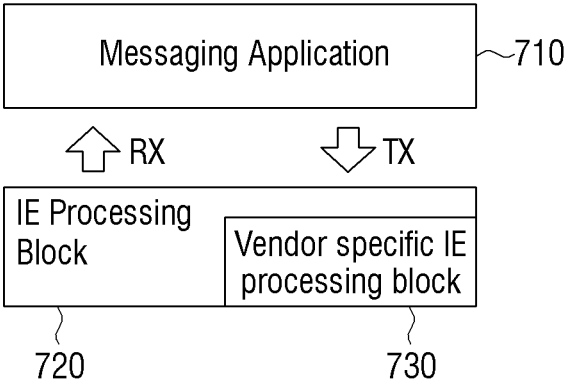 Messaging Application
710
RX
TX
IE Processing
Block
Vendor specific IE
processing block
720
730